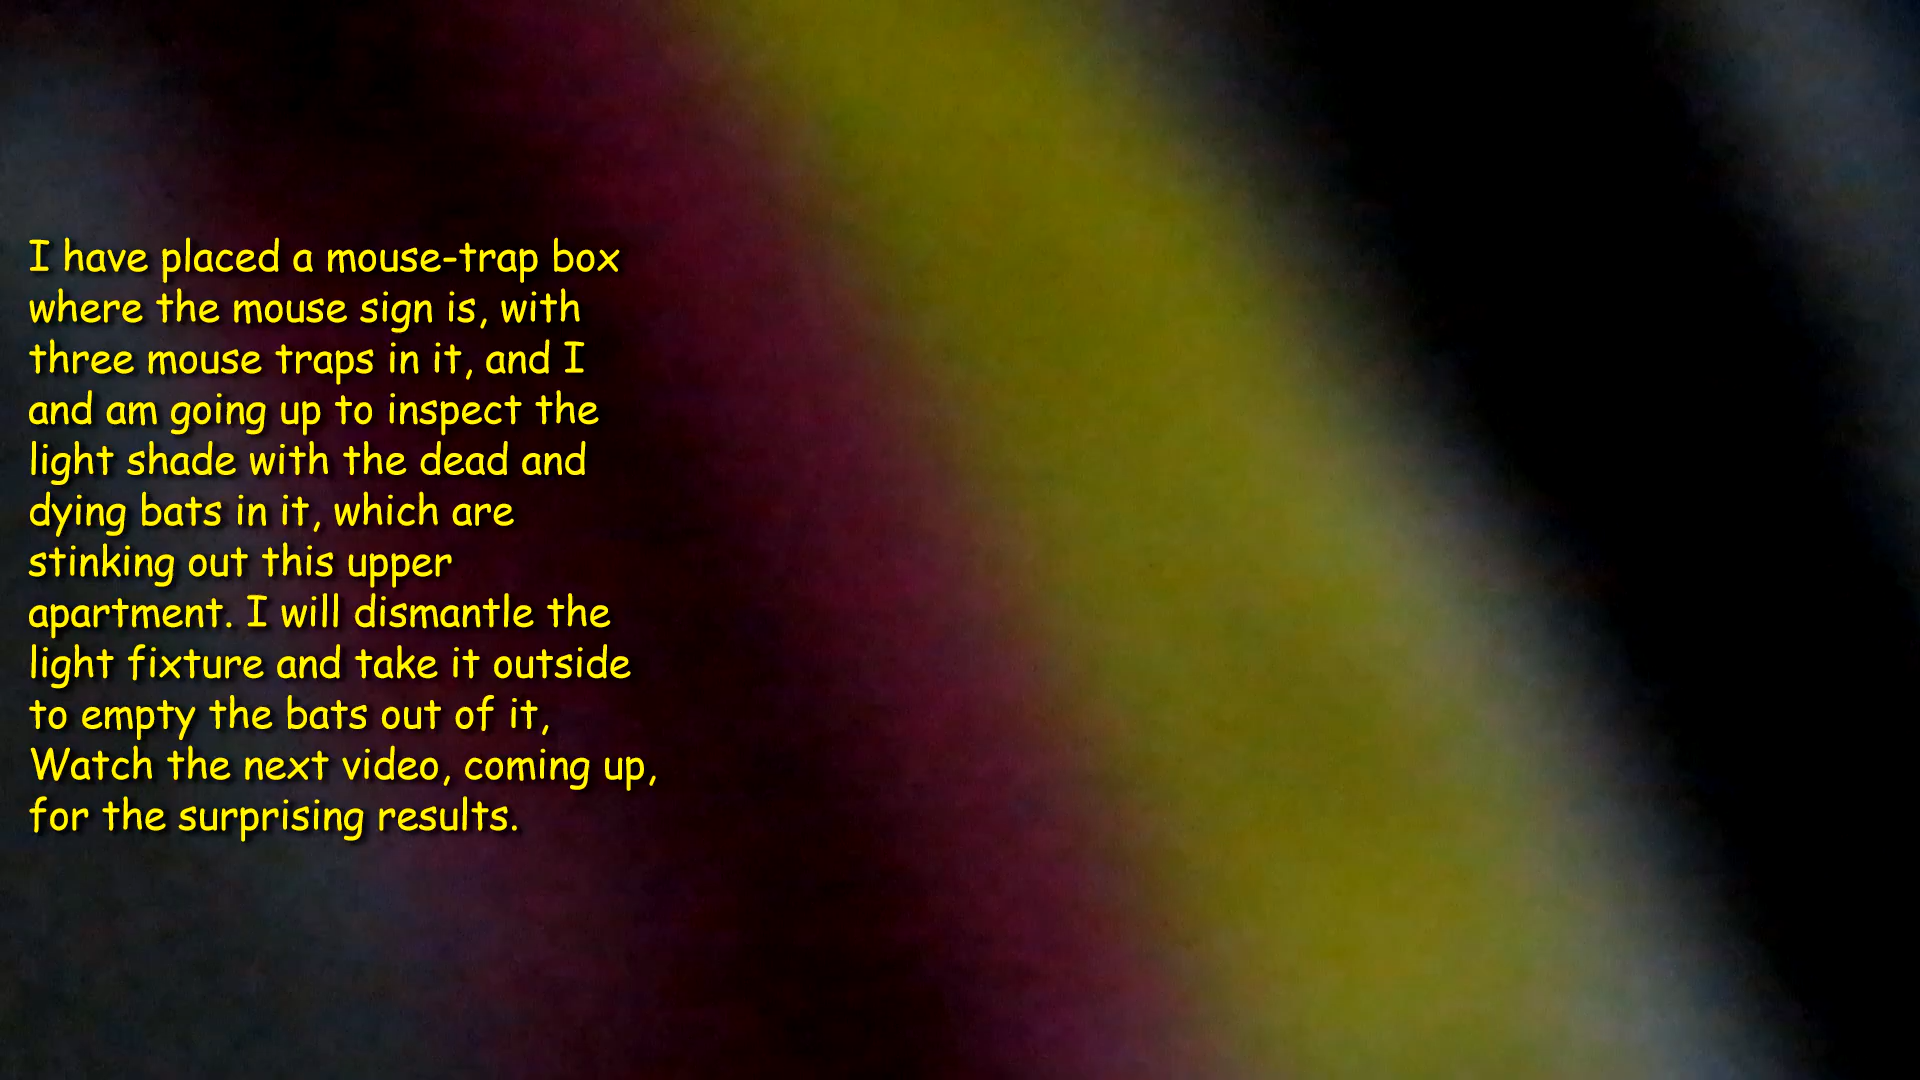 I have placed a mouse-trap box
where the mouse sign is, with
three mouse traps in it, and I
and am going up to inspect the
light shade with the dead and
dying bats in it, which are
stinking out this upper
apartment. I will dismantle the
light fixture and take it outside
to empty the bats out of it,
Watch the next video, coming up,
for the surprising results.